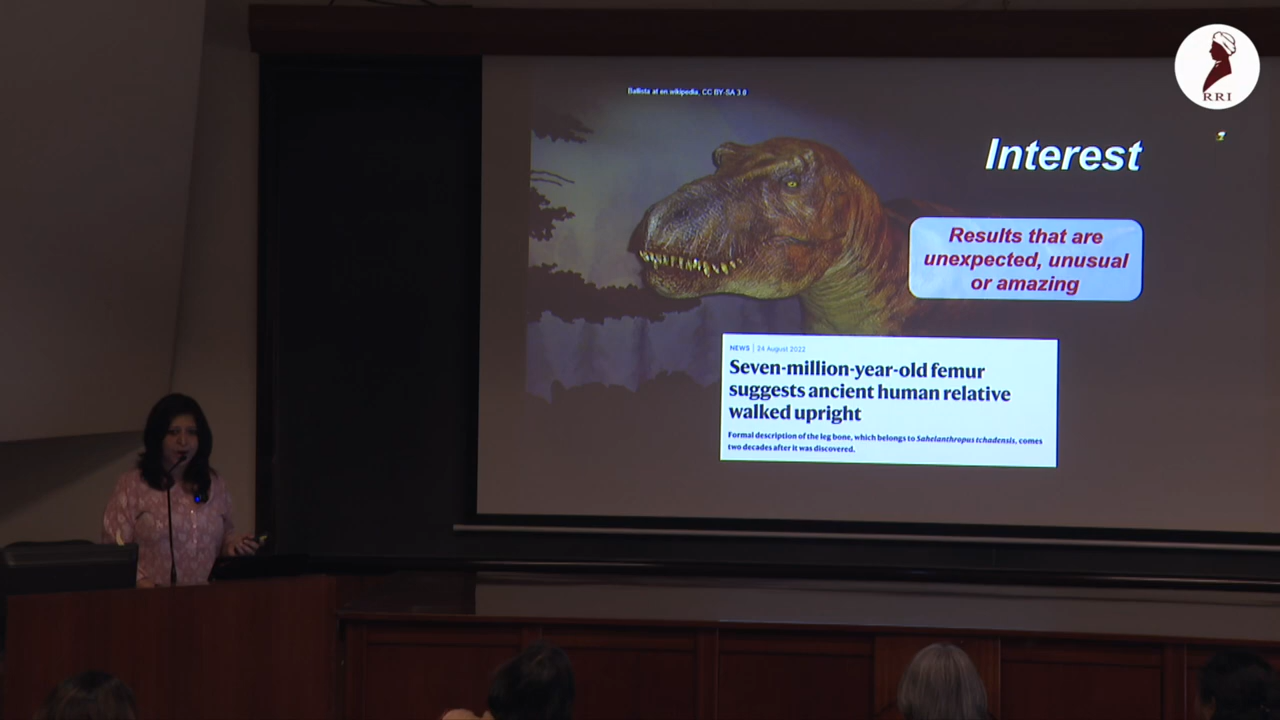 Ballista at en wikipedia, CC BY-SA 3.0
RRI
Interest
Results that are
unexpected, unusual
or amazing
NEWS | 24 August 2022
Seven-million-year-old femur
suggests ancient human relative
walked upright
Formal description of the leg bone, which belongs to Sahelanthropus tchadensis, comes
two decades after it was discovered.